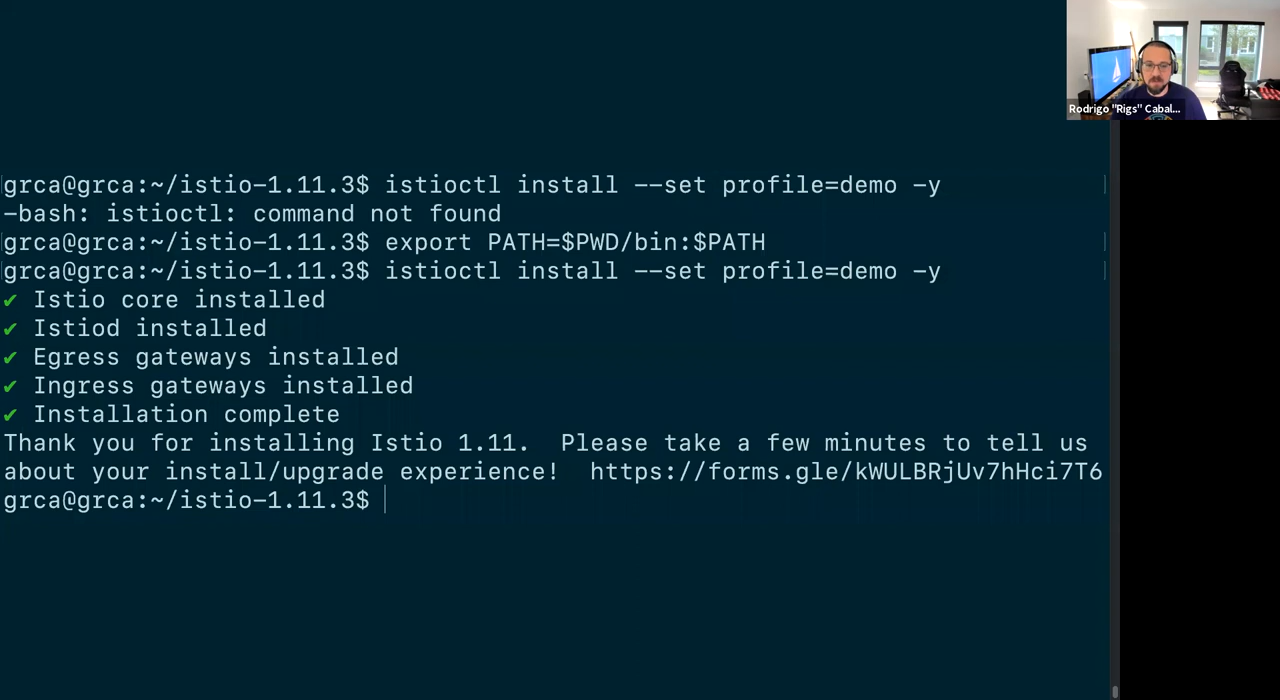 grca@grca:~/istio-1.11.3$ istioctl install --set profile=demo -y
-bash: istioctl: command not found
grca@grca:~/istio-1.11.3$ export PATH=$PWD/bin:$PATH
grca@grca:~/istio-1.11.3$ istioctl install --set profile=demo -y
✔ Istio core installed
✔ Istiod installed
✔ Egress gateways installed
✔ Ingress gateways installed
✔ Installation complete
Thank you for installing Istio 1.11.  Please take a few minutes to tell us
about your install/upgrade experience!  https://forms.gle/kWULBRjUv7hHci7T6
grca@grca:~/istio-1.11.3$
Rodrigo "Rigs" Cabal...